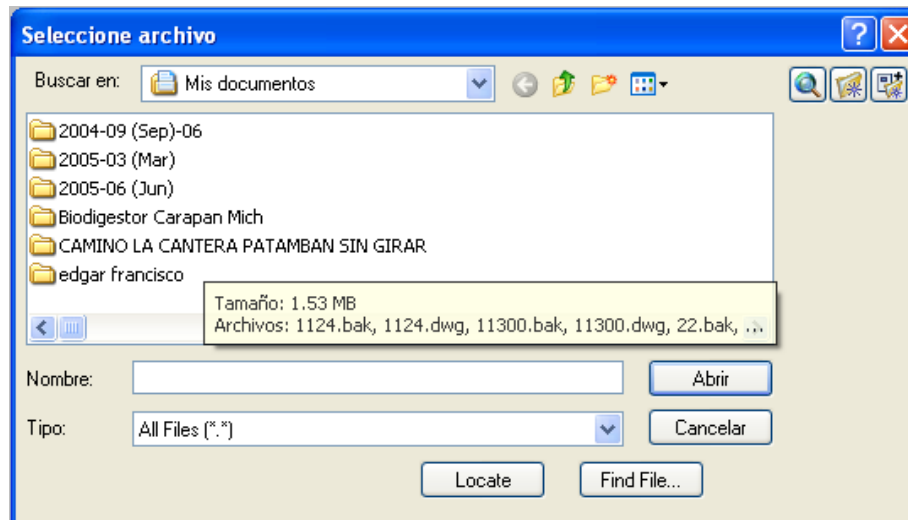 Seleccione archivo
Buscar en: Mis documentos
2004-09 (Sep)-06
2005-03 (Mar)
2005-06 (Jun)
Biodigestor Carapan Mich
CAMINO LA CANTERA PATAMBAN SIN GIRAR
edgar francisco
Tamaño: 1.53 MB
Archivos: 1124.bak, 1124.dwg, 11300.bak, 11300.dwg, 22.bak, ...
Nombre: Abrir
Tipo: All Files (*.*) Cancelar
Locate Find File...